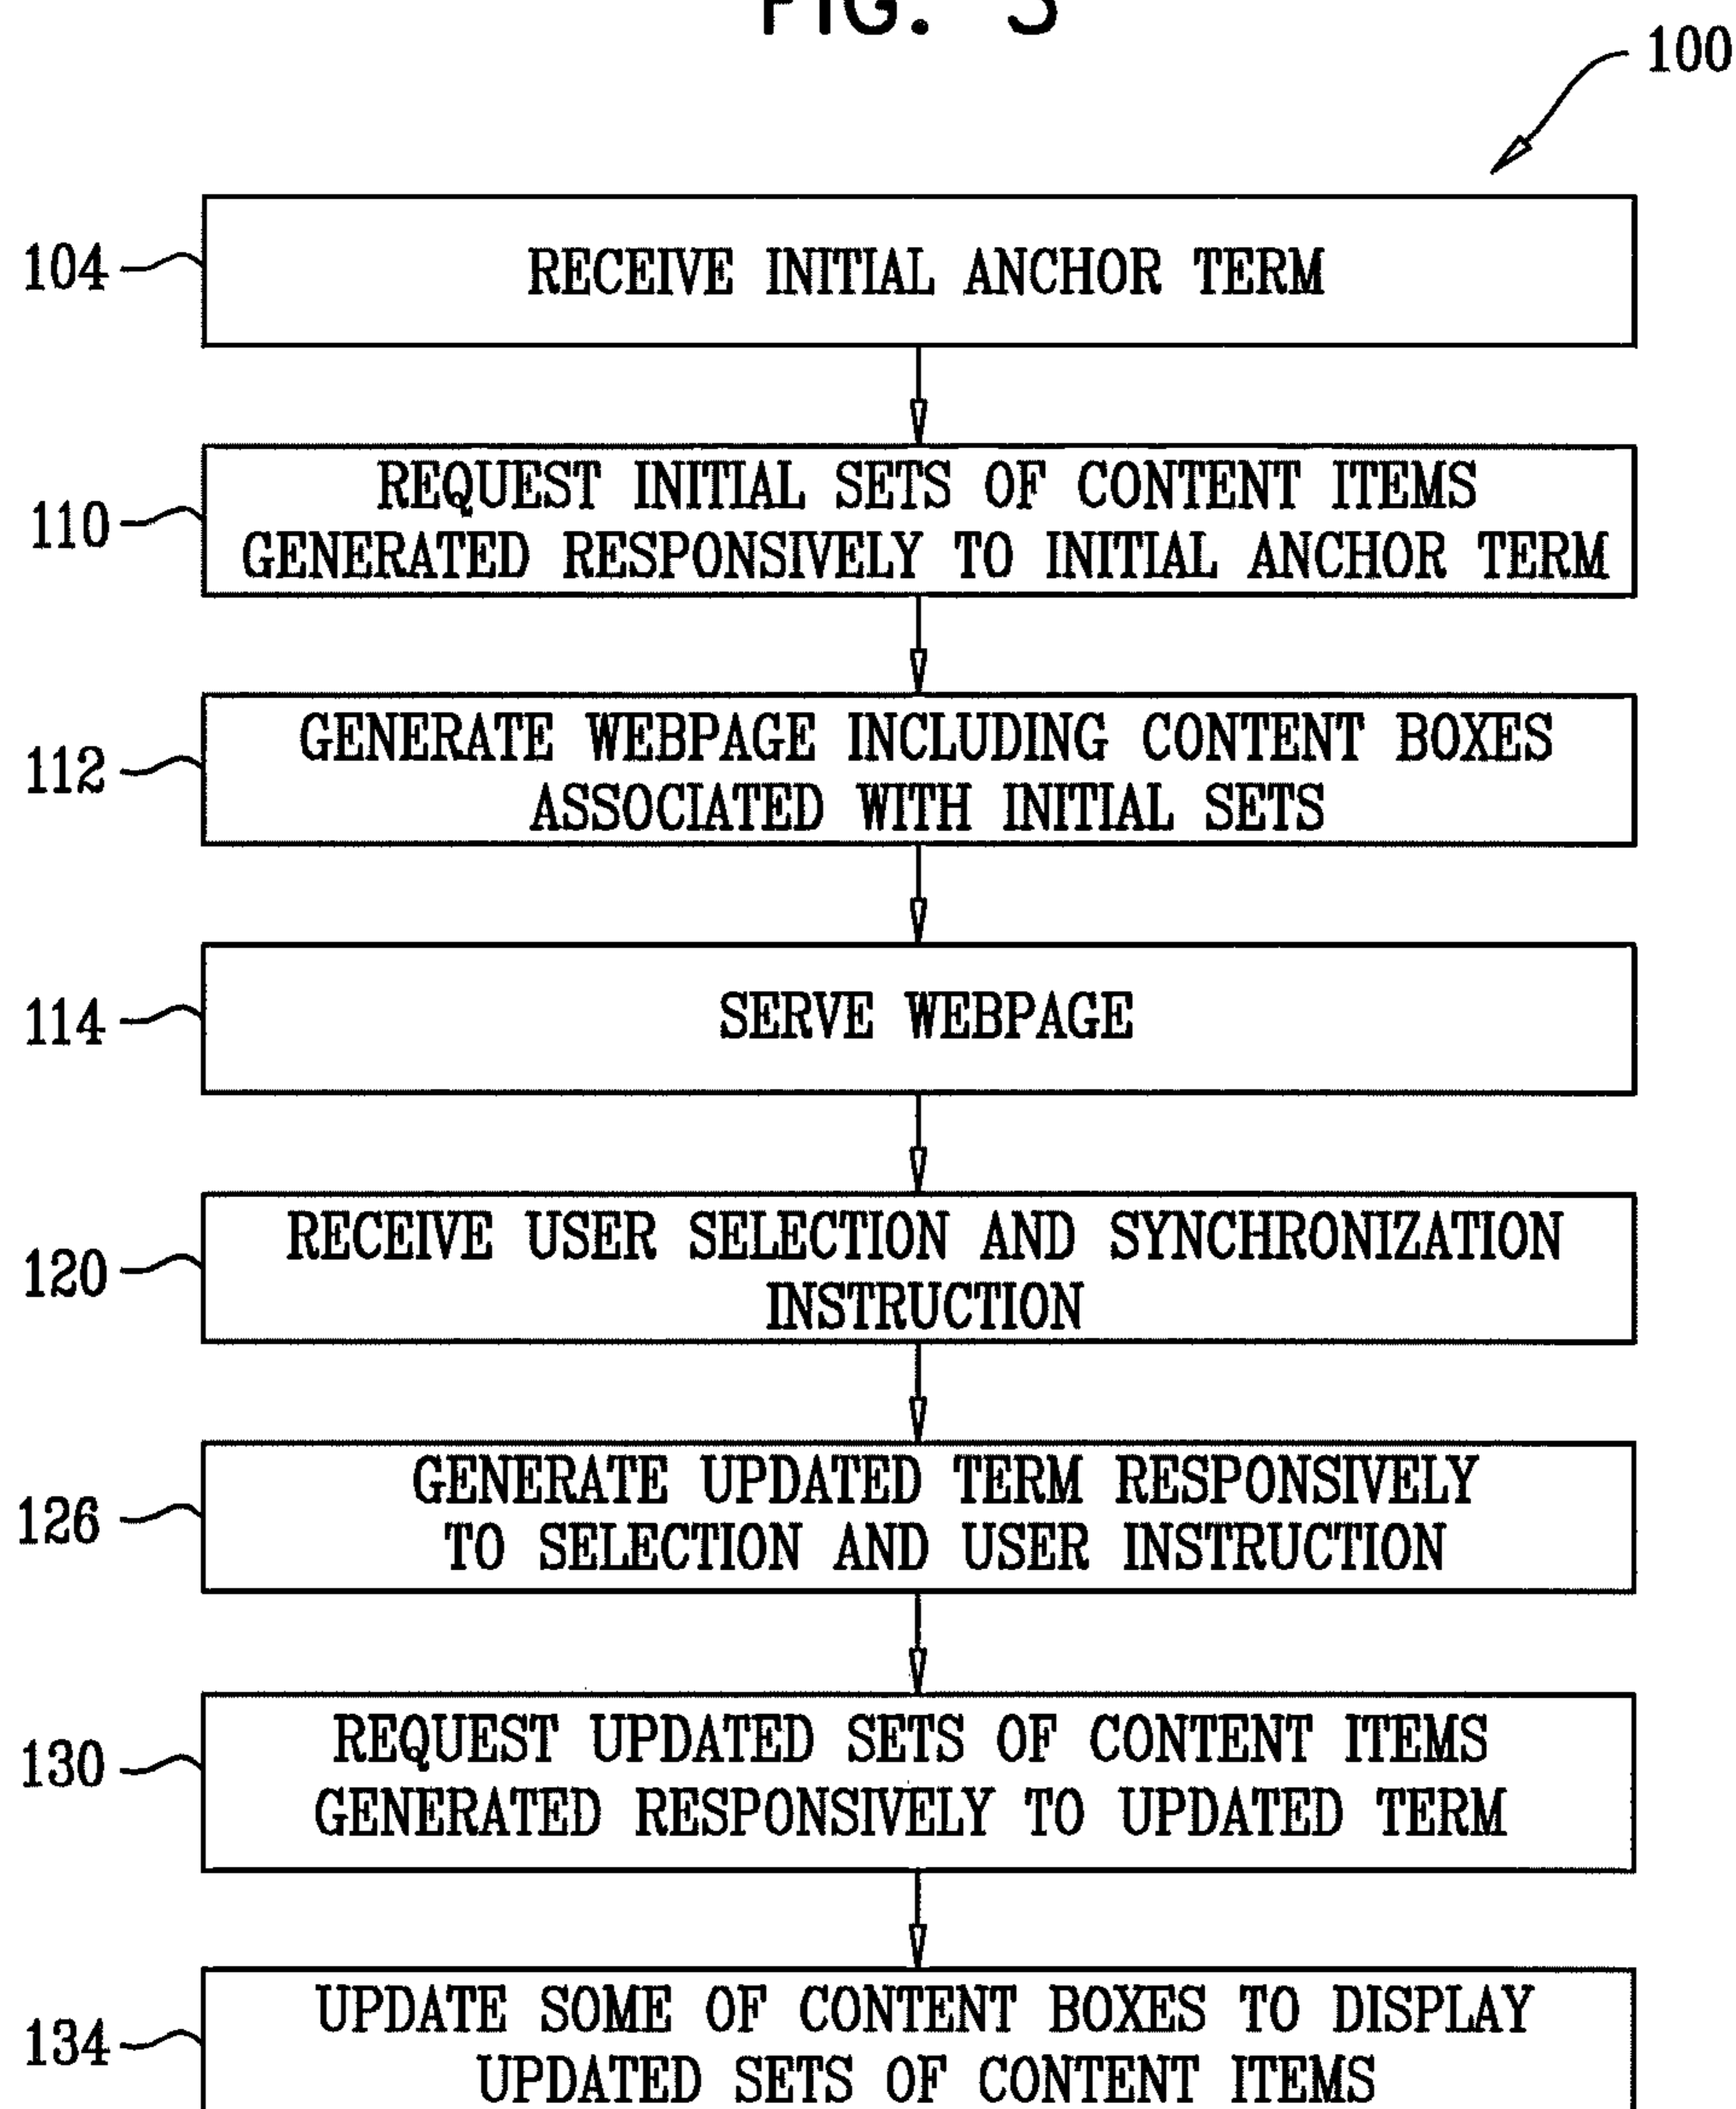 FIG. 3
100
104
RECEIVE INITIAL ANCHOR TERM
110
REQUEST INITIAL SETS OF CONTENT ITEMS
GENERATED RESPONSIVELY TO INITIAL ANCHOR TERM
112
GENERATE WEBPAGE INCLUDING CONTENT BOXES
ASSOCIATED WITH INITIAL SETS
114
SERVE WEBPAGE
120
RECEIVE USER SELECTION AND SYNCHRONIZATION
INSTRUCTION
126
GENERATE UPDATED TERM RESPONSIVELY
TO SELECTION AND USER INSTRUCTION
130
REQUEST UPDATED SETS OF CONTENT ITEMS
GENERATED RESPONSIVELY TO UPDATED TERM
134
UPDATE SOME OF CONTENT BOXES TO DISPLAY
UPDATED SETS OF CONTENT ITEMS